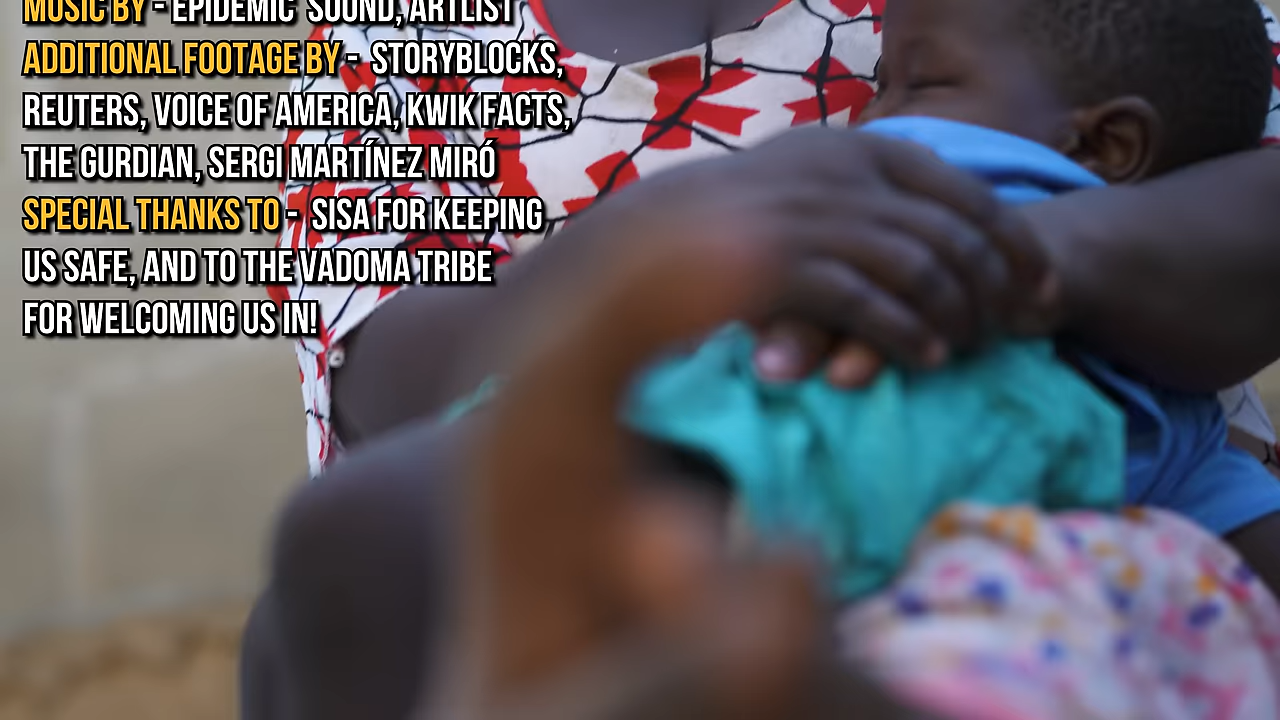 MUSIC BY - EPIDEMIC SOUND, ARTLIST
ADDITIONAL FOOTAGE BY - STORYBLOCKS,
REUTERS, VOICE OF AMERICA, KWIK FACTS,
THE GURDIAN, SERGI MARTÍNEZ MIRÓ
SPECIAL THANKS TO - SISA FOR KEEPING
US SAFE, AND TO THE VADOMA TRIBE
FOR WELCOMING US IN!